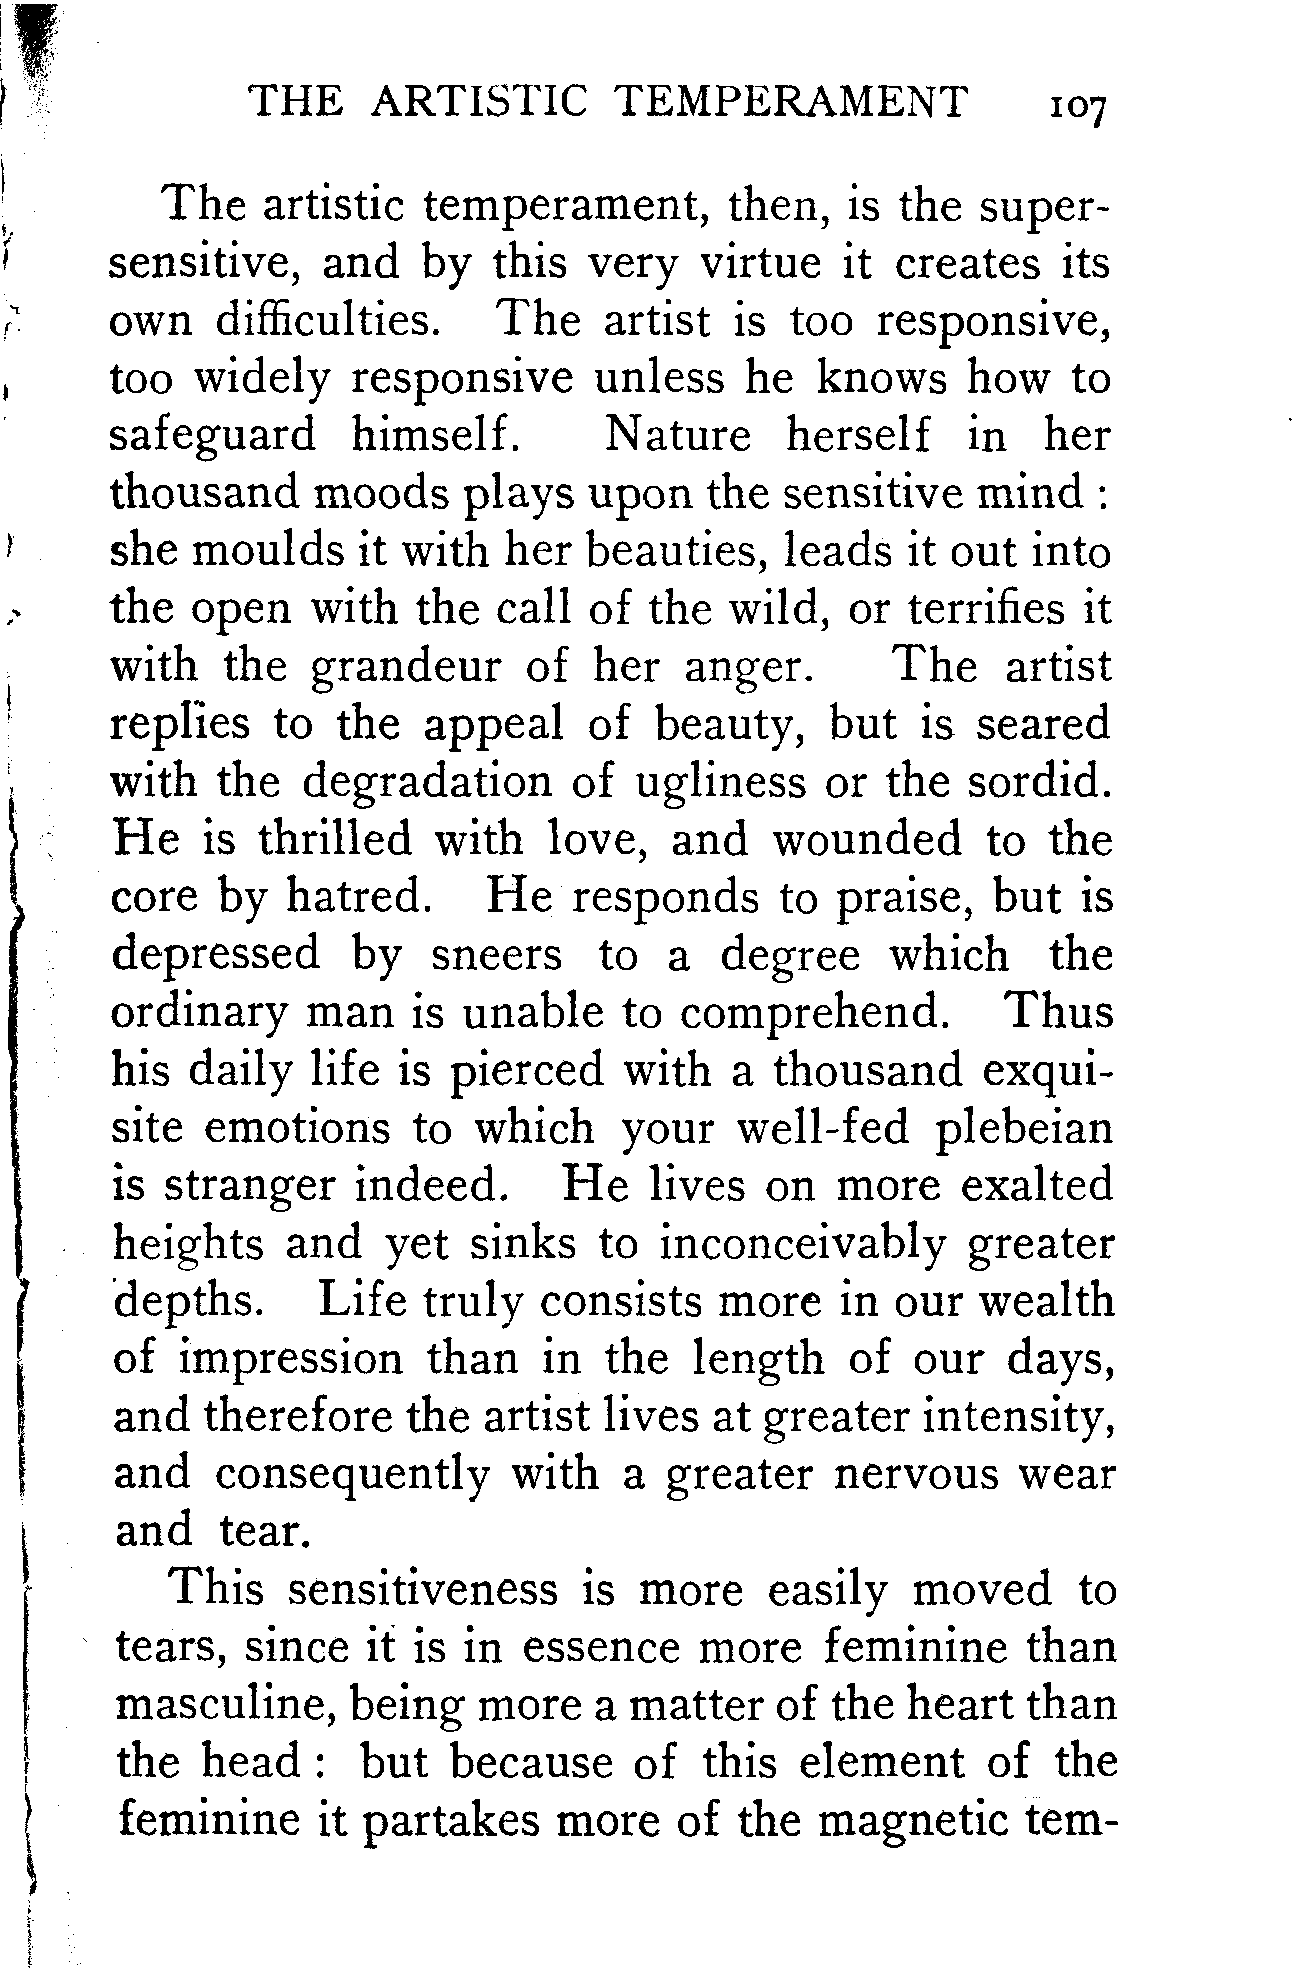 THE ARTISTIC TEMPERAMENT 107
The artistic temperament, then, is the super-
sensitive, and by this very virtue it creates its
own difficulties. The artist is too responsive,
too widely responsive unless he knows how to
safeguard himself. Nature herself in her
thousand moods plays upon the sensitive mind :
she moulds it with her beauties, leads it out into
the open with the call of the wild, or terrifies it
with the grandeur of her anger. The artist
replies to the appeal of beauty, but is seared
with the degradation of ugliness or the sordid.
He is thrilled with love, and wounded to the
core by hatred. He responds to praise, but is
depressed by sneers to a degree which the
ordinary man is unable to comprehend. Thus
his daily life is pierced with a thousand exqui-
site emotions to which your well-fed plebeian
is stranger indeed. He lives on more exalted
heights and yet sinks to inconceivably greater
depths. Life truly consists more in our wealth
of impression than in the length of our days,
and therefore the artist lives at greater intensity,
and consequently with a greater nervous wear
and tear.
This sensitiveness is more easily moved to
tears, since it is in essence more feminine than
masculine, being more a matter of the heart than
the head : but because of this element of the
feminine it partakes more of the magnetic tem-